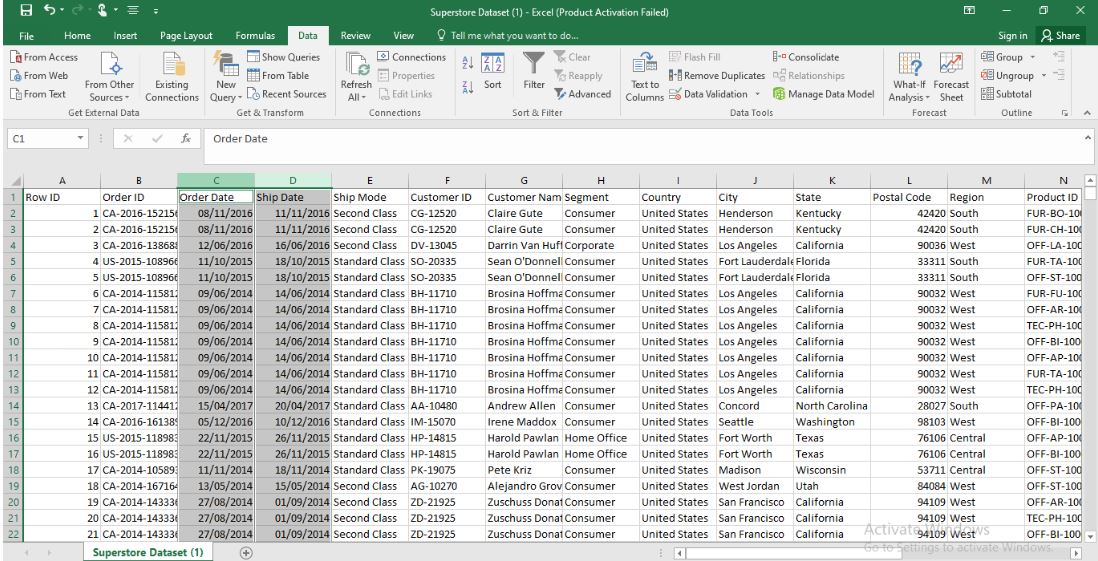 Superstore Dataset (1) - Excel (Product Activation Failed)
File Home Insert Page Layout Formulas Data Review View Tell me what you want to do... Sign in Share
From Access
From Web
From Text
From Other Sources
Existing Connections
Get External Data
New Query
Show Queries
From Table
Recent Sources
Get & Transform
Refresh All
Connections
Properties
Edit Links
Connections
Sort
Filter
Clear
Reapply
Advanced
Sort & Filter
Text to Columns
Flash Fill
Remove Duplicates
Data Validation
Consolidate
Relationships
Manage Data Model
Data Tools
What-If Analysis
Forecast Sheet
Forecast
Group
Ungroup
Subtotal
Outline
C1 fx Order Date
A B C D E F G H I J K L M N
1 Row ID Order ID Order Date Ship Date Ship Mode Customer ID Customer Nam Segment Country City State Postal Code Region Product ID
2 1 CA-2016-15215 08/11/2016 11/11/2016 Second Class CG-12520 Claire Gute Consumer United States Henderson Kentucky 42420 South FUR-BO-10
3 2 CA-2016-15215 08/11/2016 11/11/2016 Second Class CG-12520 Claire Gute Consumer United States Henderson Kentucky 42420 South FUR-CH-10
4 3 CA-2016-13868 12/06/2016 16/06/2016 Second Class DV-13045 Darrin Van Huff Corporate United States Los Angeles California 90036 West OFF-LA-10
5 4 US-2015-10896 11/10/2015 18/10/2015 Standard Class SO-20335 Sean O'Donnell Consumer United States Fort Lauderdale Florida 33311 South FUR-TA-10
6 5 US-2015-10896 11/10/2015 18/10/2015 Standard Class SO-20335 Sean O'Donnell Consumer United States Fort Lauderdale Florida 33311 South OFF-ST-10
7 6 CA-2014-11581 09/06/2014 14/06/2014 Standard Class BH-11710 Brosina Hoffma Consumer United States Los Angeles California 90032 West FUR-FU-10
8 7 CA-2014-11581 09/06/2014 14/06/2014 Standard Class BH-11710 Brosina Hoffma Consumer United States Los Angeles California 90032 West OFF-AR-10
9 8 CA-2014-11581 09/06/2014 14/06/2014 Standard Class BH-11710 Brosina Hoffma Consumer United States Los Angeles California 90032 West TEC-PH-10
10 9 CA-2014-11581 09/06/2014 14/06/2014 Standard Class BH-11710 Brosina Hoffma Consumer United States Los Angeles California 90032 West OFF-BI-100
11 10 CA-2014-11581 09/06/2014 14/06/2014 Standard Class BH-11710 Brosina Hoffma Consumer United States Los Angeles California 90032 West OFF-AP-10
12 11 CA-2014-11581 09/06/2014 14/06/2014 Standard Class BH-11710 Brosina Hoffma Consumer United States Los Angeles California 90032 West FUR-TA-10
13 12 CA-2014-11581 09/06/2014 14/06/2014 Standard Class BH-11710 Brosina Hoffma Consumer United States Los Angeles California 90032 West TEC-PH-10
14 13 CA-2017-11441 15/04/2017 20/04/2017 Standard Class AA-10480 Andrew Allen Consumer United States Concord North Carolina 28027 South OFF-PA-10
15 14 CA-2016-16138 05/12/2016 10/12/2016 Standard Class IM-15070 Irene Maddox Consumer United States Seattle Washington 98103 West OFF-BI-100
16 15 US-2015-11898 22/11/2015 26/11/2015 Standard Class HP-14815 Harold Pawlan Home Office United States Fort Worth Texas 76106 Central OFF-AP-10
17 16 US-2015-11898 22/11/2015 26/11/2015 Standard Class HP-14815 Harold Pawlan Home Office United States Fort Worth Texas 76106 Central OFF-BI-100
18 17 CA-2014-10589 11/11/2014 18/11/2014 Standard Class PK-19075 Pete Kriz Consumer United States Madison Wisconsin 53711 Central OFF-ST-10
19 18 CA-2014-16716 13/05/2014 15/05/2014 Second Class AG-10270 Alejandro Grov Consumer United States West Jordan Utah 84084 West OFF-ST-10
20 19 CA-2014-14333 27/08/2014 01/09/2014 Second Class ZD-21925 Zuschuss Donat Consumer United States San Francisco California 94109 West OFF-AR-10
21 20 CA-2014-14333 27/08/2014 01/09/2014 Second Class ZD-21925 Zuschuss Donat Consumer United States San Francisco California 94109 West TEC-PH-10
22 21 CA-2014-14333 27/08/2014 01/09/2014 Second Class ZD-21925 Zuschuss Donat Consumer United States San Francisco California 94109 West OFF-BI-100
Activate Windows
Go to Settings to activate Windows.
Superstore Dataset (1)